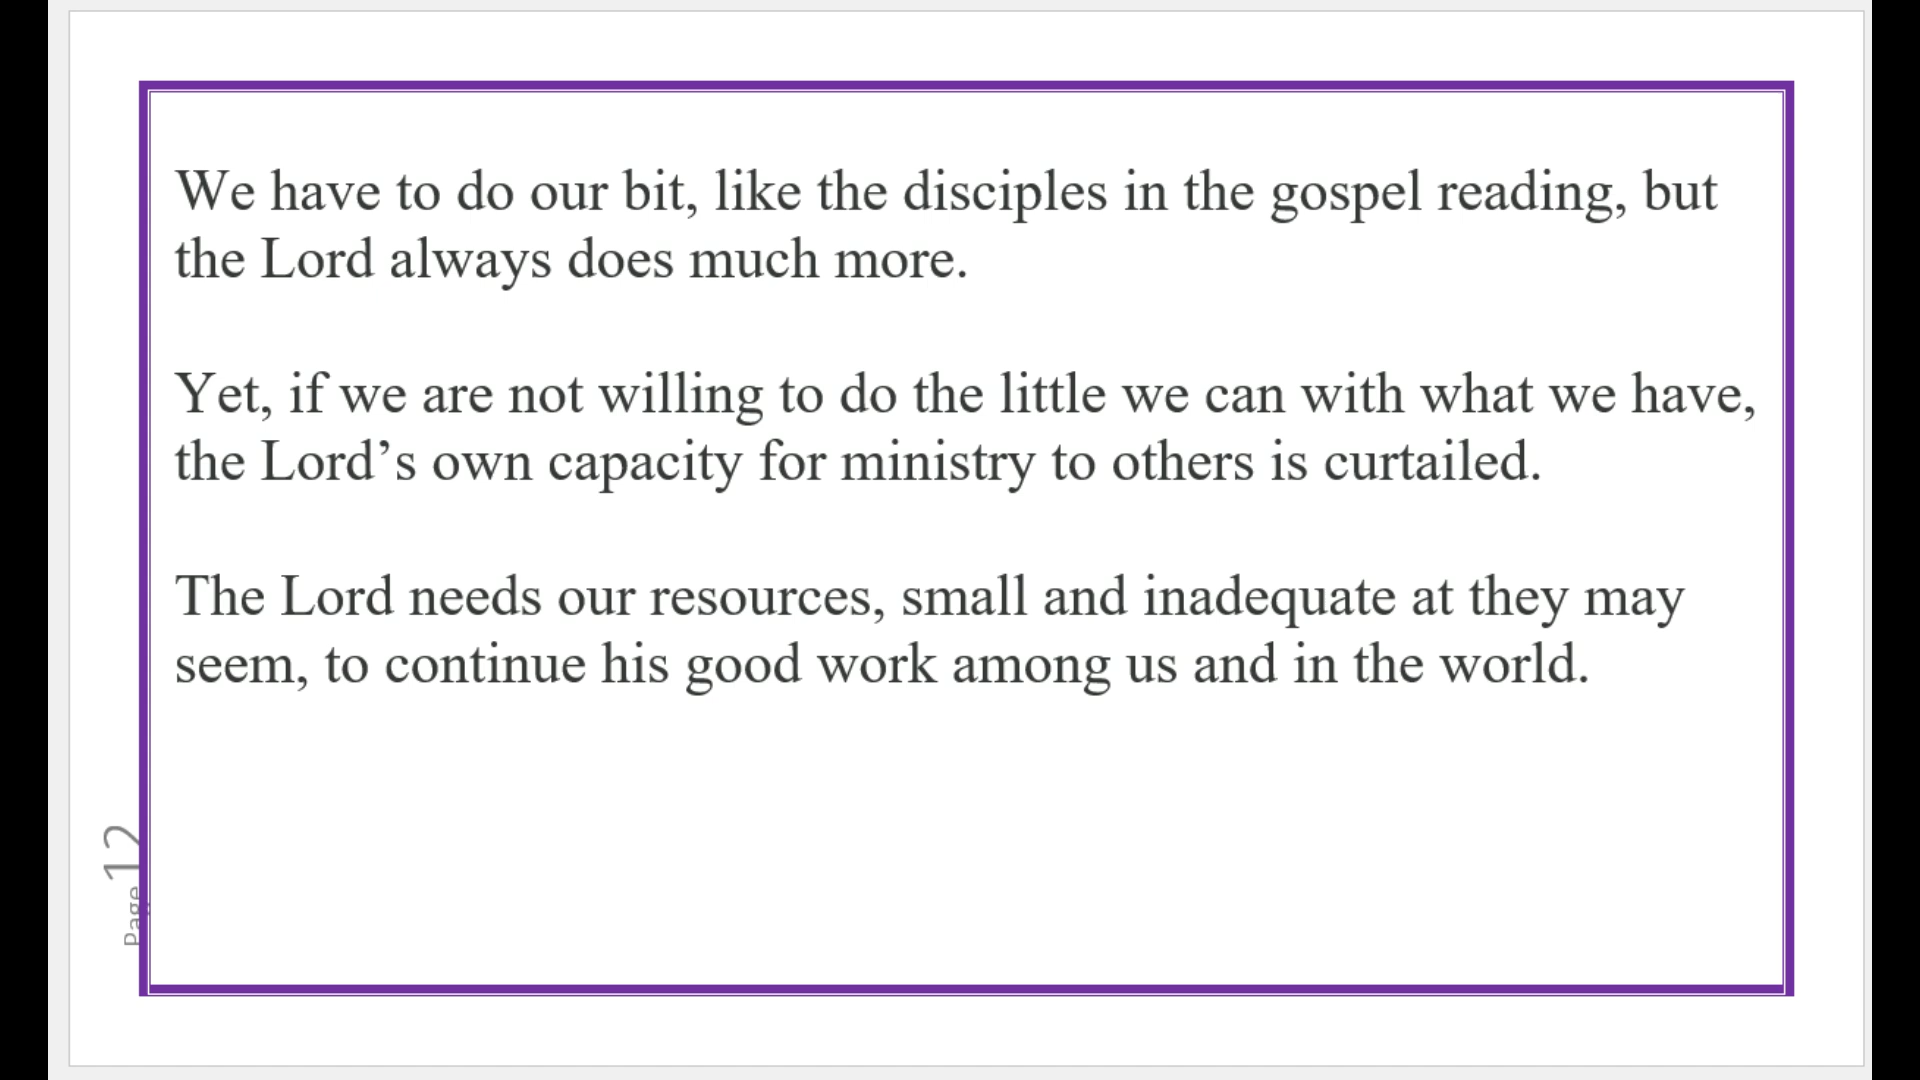 We have to do our bit, like the disciples in the gospel reading, but
the Lord always does much more.
Yet, if we are not willing to do the little we can with what we have,
the Lord’s own capacity for ministry to others is curtailed.
The Lord needs our resources, small and inadequate at they may
seem, to continue his good work among us and in the world.
Page 12